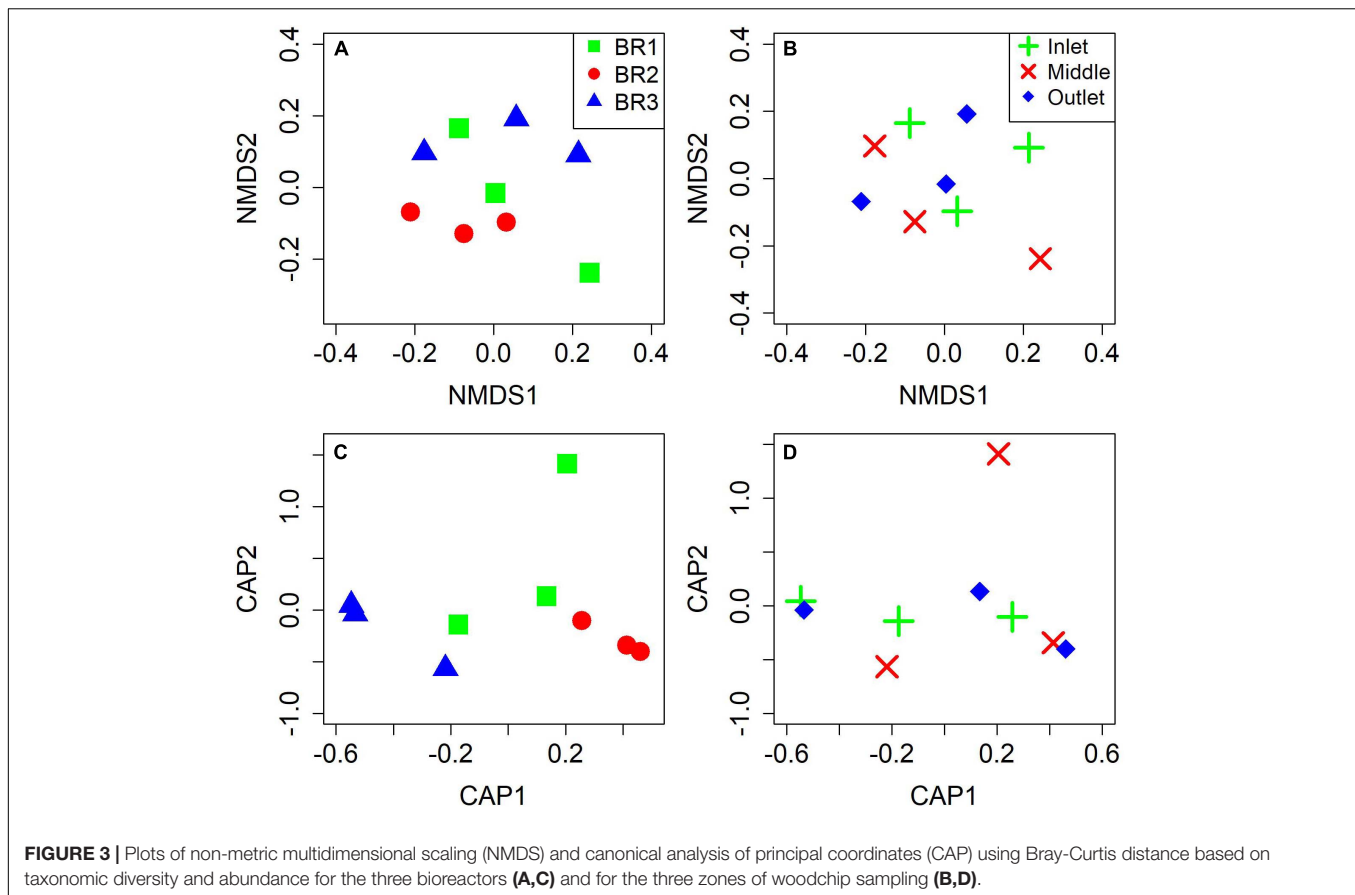 A
BR1
BR2
BR3
0.4
0.2
0.0
-0.2
NMDS2
-0.4 -0.2 0.0 0.2 0.4
NMDS1
B
Inlet
Middle
Outlet
0.4
0.2
0.0
-0.2
-0.4
NMDS2
-0.4 -0.2 0.0 0.2 0.4
NMDS1
C
1.0
0.0
-1.0
CAP2
-0.6 -0.2 0.2
CAP1
D
1.0
0.0
-1.0
CAP2
-0.6 -0.2 0.2 0.6
CAP1
FIGURE 3 | Plots of non-metric multidimensional scaling (NMDS) and canonical analysis of principal coordinates (CAP) using Bray-Curtis distance based on
taxonomic diversity and abundance for the three bioreactors (A,C) and for the three zones of woodchip sampling (B,D).